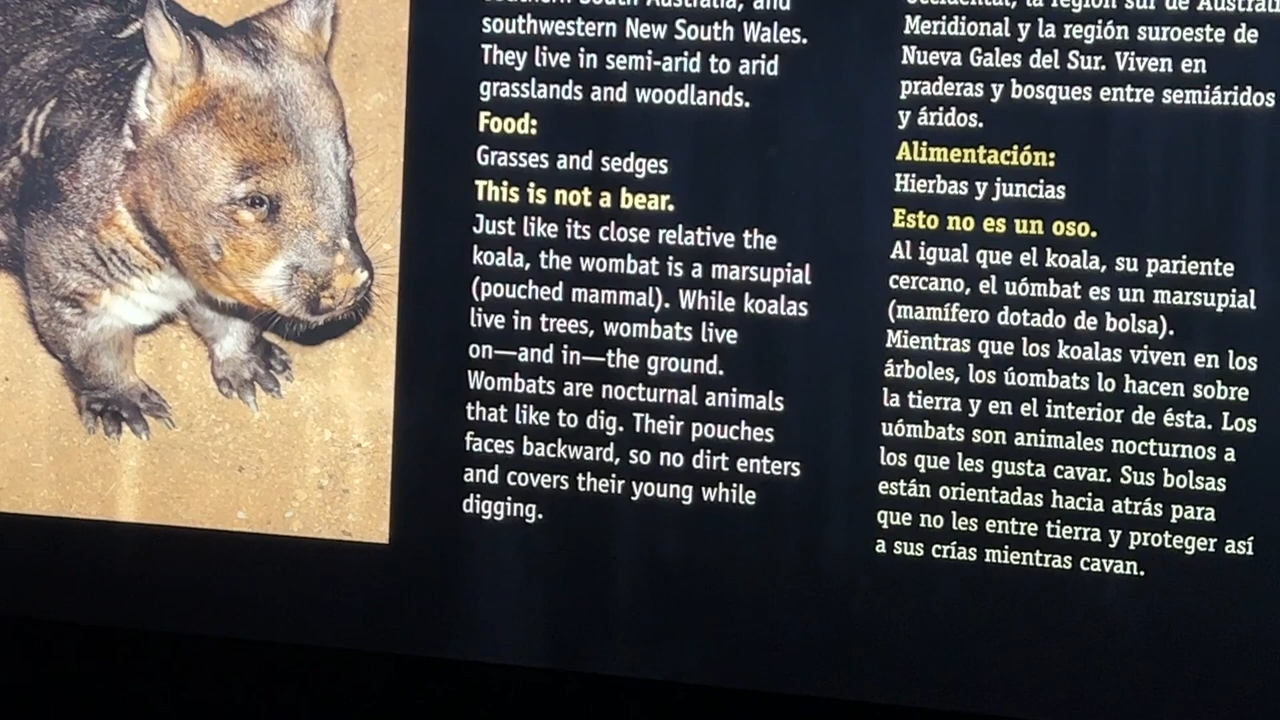 southern South Australia, and
southwestern New South Wales.
They live in semi-arid to arid
grasslands and woodlands.
Food:
Grasses and sedges
This is not a bear.
Just like its close relative the
koala, the wombat is a marsupial
(pouched mammal). While koalas
live in trees, wombats live
on—and in—the ground.
Wombats are nocturnal animals
that like to dig. Their pouches
faces backward, so no dirt enters
and covers their young while
digging.
la región sur de
Meridional y la región suroeste de
Nueva Gales del Sur. Viven en
praderas y bosques entre semiáridos
y áridos.
Alimentación:
Hierbas y juncias
Esto no es un oso.
Al igual que el koala, su pariente
cercano, el uómbat es un marsupial
(mamífero dotado de bolsa).
Mientras que los koalas viven en los
árboles, los úombats lo hacen sobre
la tierra y en el interior de ésta. Los
uómbats son animales nocturnos a
los que les gusta cavar. Sus bolsas
están orientadas hacia atrás para
que no les entre tierra y proteger así
a sus crías mientras cavan.